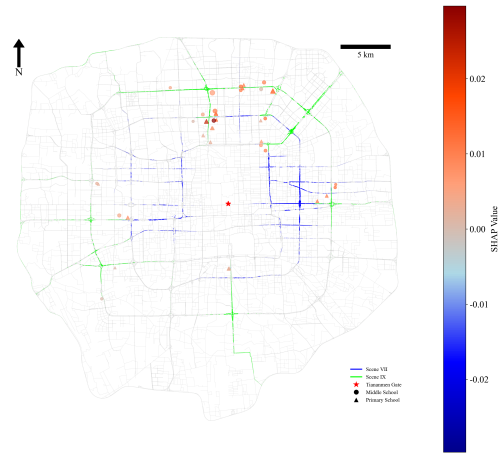 N
5 km
0.02
0.01
0.00
-0.01
-0.02
SHAP Value
Scene VII
Scene IX
Tiananmen Gate
Middle School
Primary School